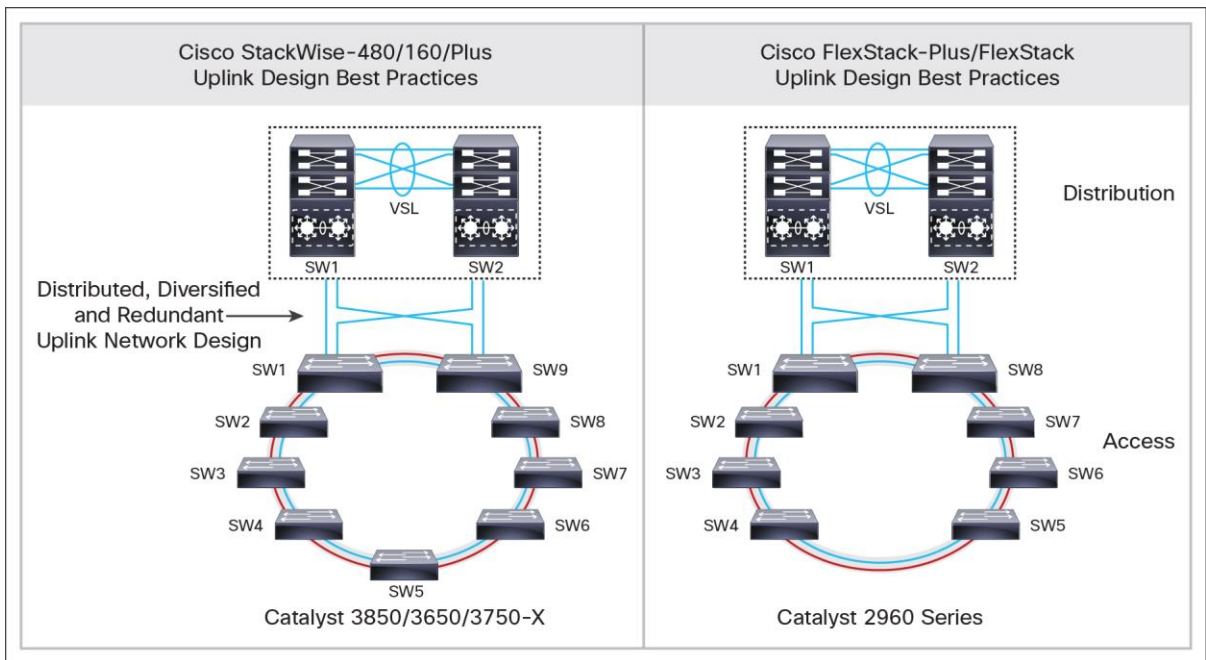 Cisco StackWise-480/160/Plus
Uplink Design Best Practices
Cisco FlexStack-Plus/FlexStack
Uplink Design Best Practices
VSL
SW1
SW2
Distributed, Diversified
and Redundant
Uplink Network Design
SW1
SW9
SW2
SW8
SW3
SW7
SW4
SW6
SW5
Catalyst 3850/3650/3750-X
VSL
Distribution
SW1
SW2
SW1
SW8
SW2
SW7
Access
SW3
SW6
SW4
SW5
Catalyst 2960 Series